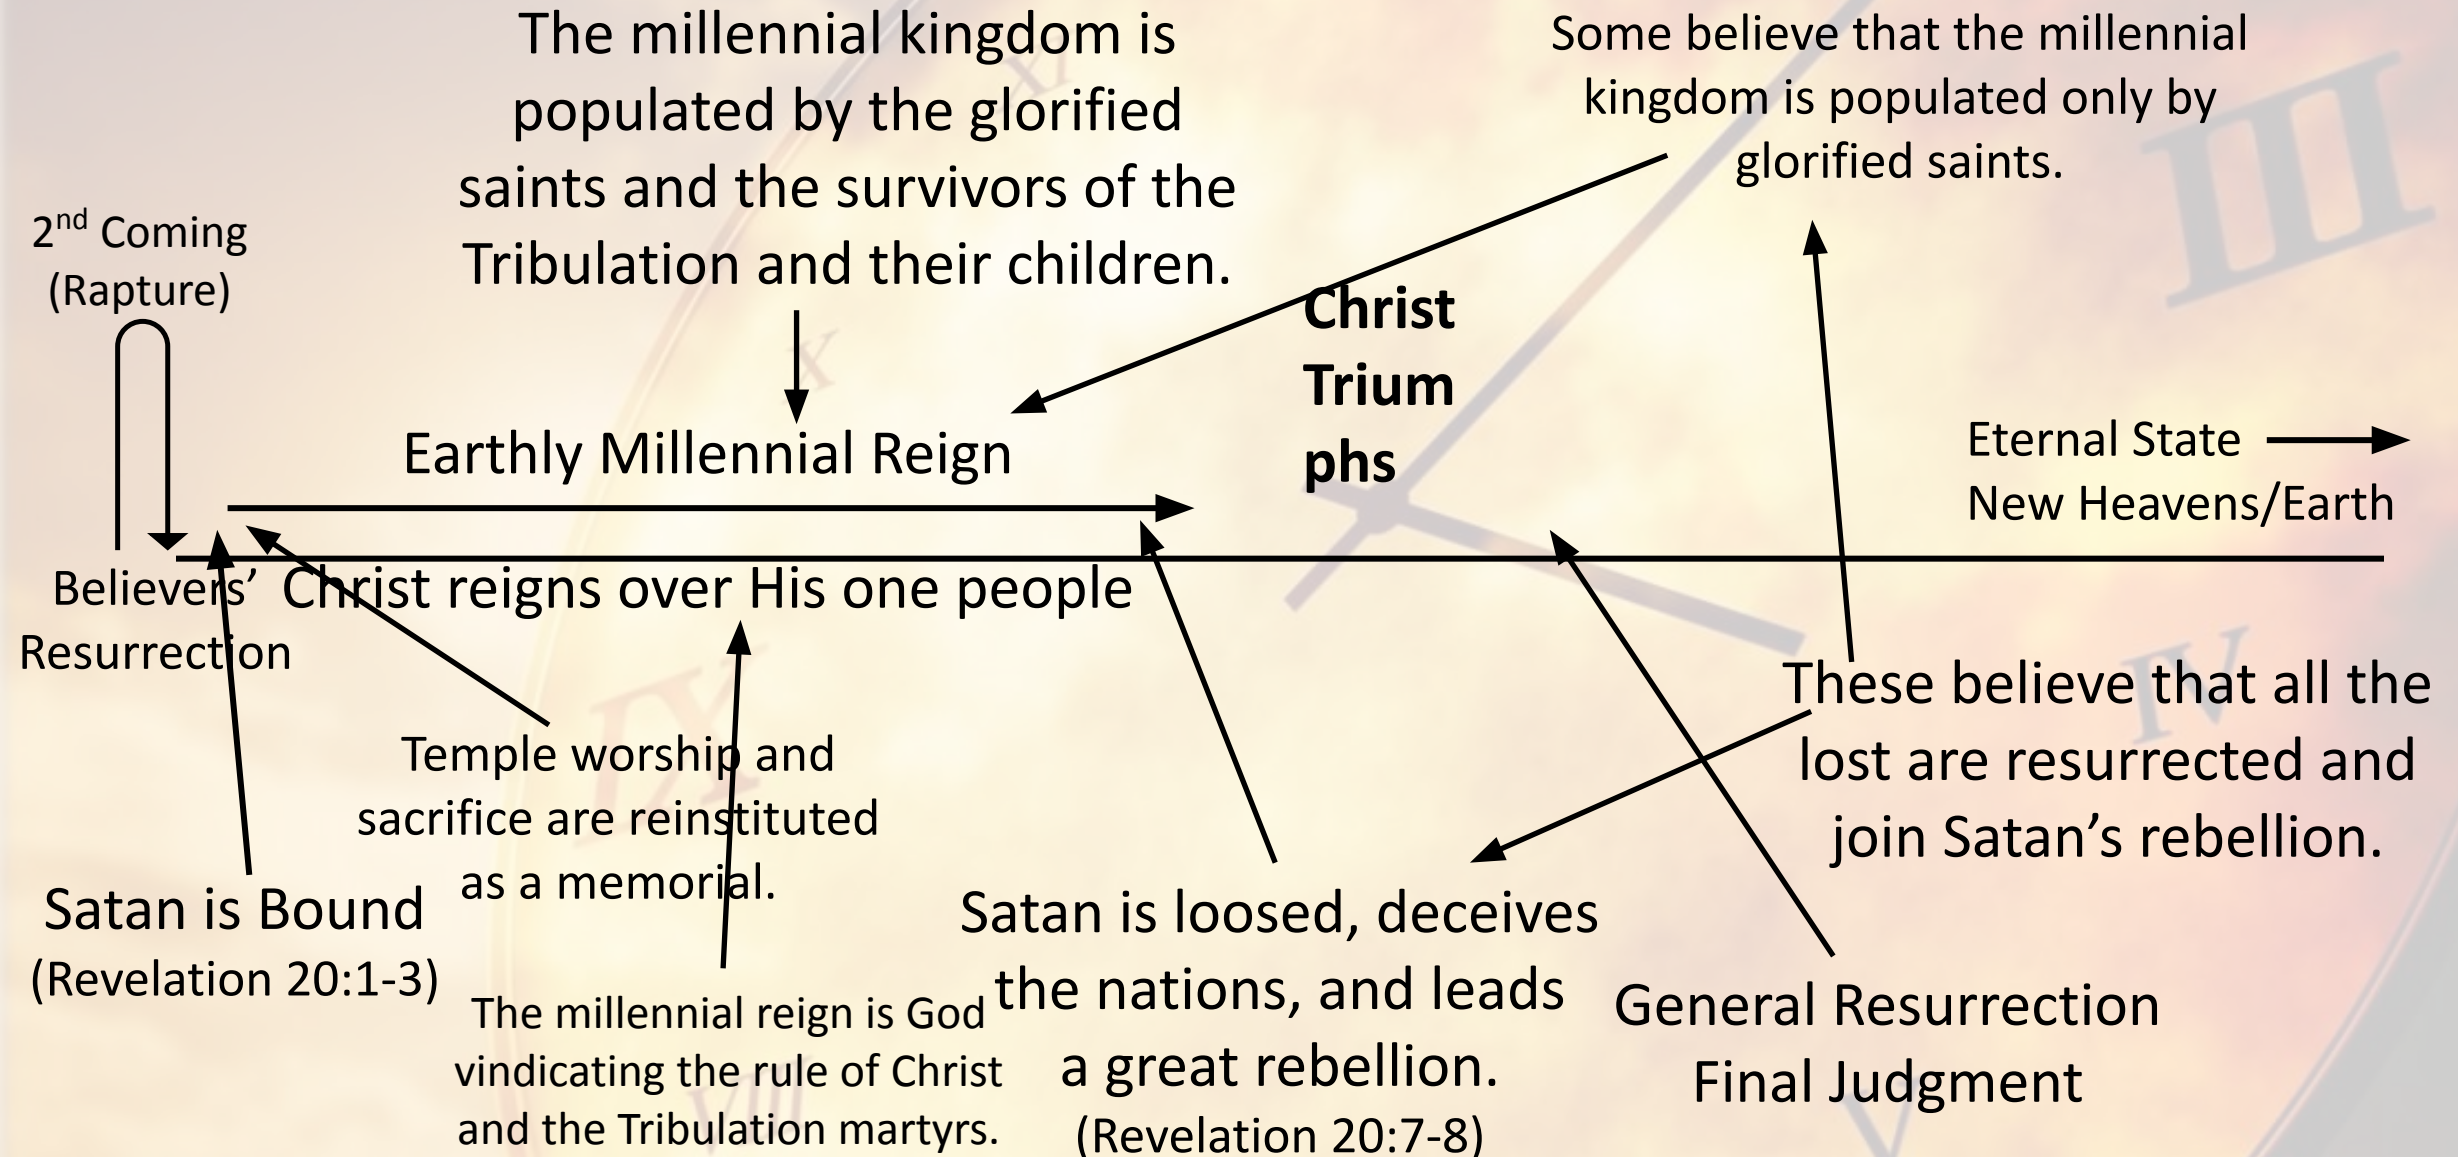 The millennial kingdom is
populated by the glorified
saints and the survivors of the
Tribulation and their children.
Some believe that the millennial
kingdom is populated only by
glorified saints.
2nd Coming
(Rapture)
Christ
Trium
phs
Earthly Millennial Reign
Eternal State
New Heavens/Earth
Believers’
Resurrection
Christ reigns over His one people
These believe that all the
lost are resurrected and
join Satan’s rebellion.
Temple worship and
sacrifice are reinstituted
as a memorial.
Satan is Bound
(Revelation 20:1-3)
The millennial reign is God
vindicating the rule of Christ
and the Tribulation martyrs.
Satan is loosed, deceives
the nations, and leads
a great rebellion.
(Revelation 20:7-8)
General Resurrection
Final Judgment
XI
X
IX
VIII
III
IV
V